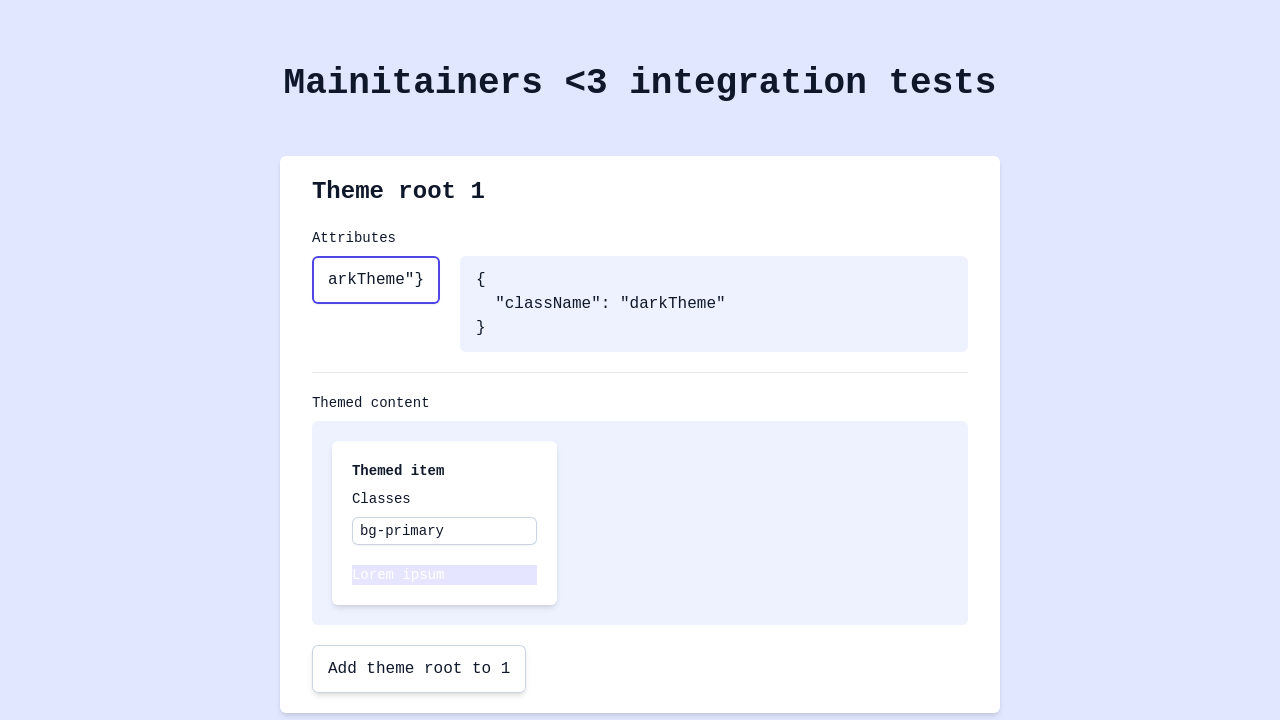 Mainitainers <3 integration tests
Theme root 1
Attributes
arkTheme"}
{
"className": "darkTheme"
}
Themed content
Themed item
Classes
bg-primary
Lorem ipsum
Add theme root to 1